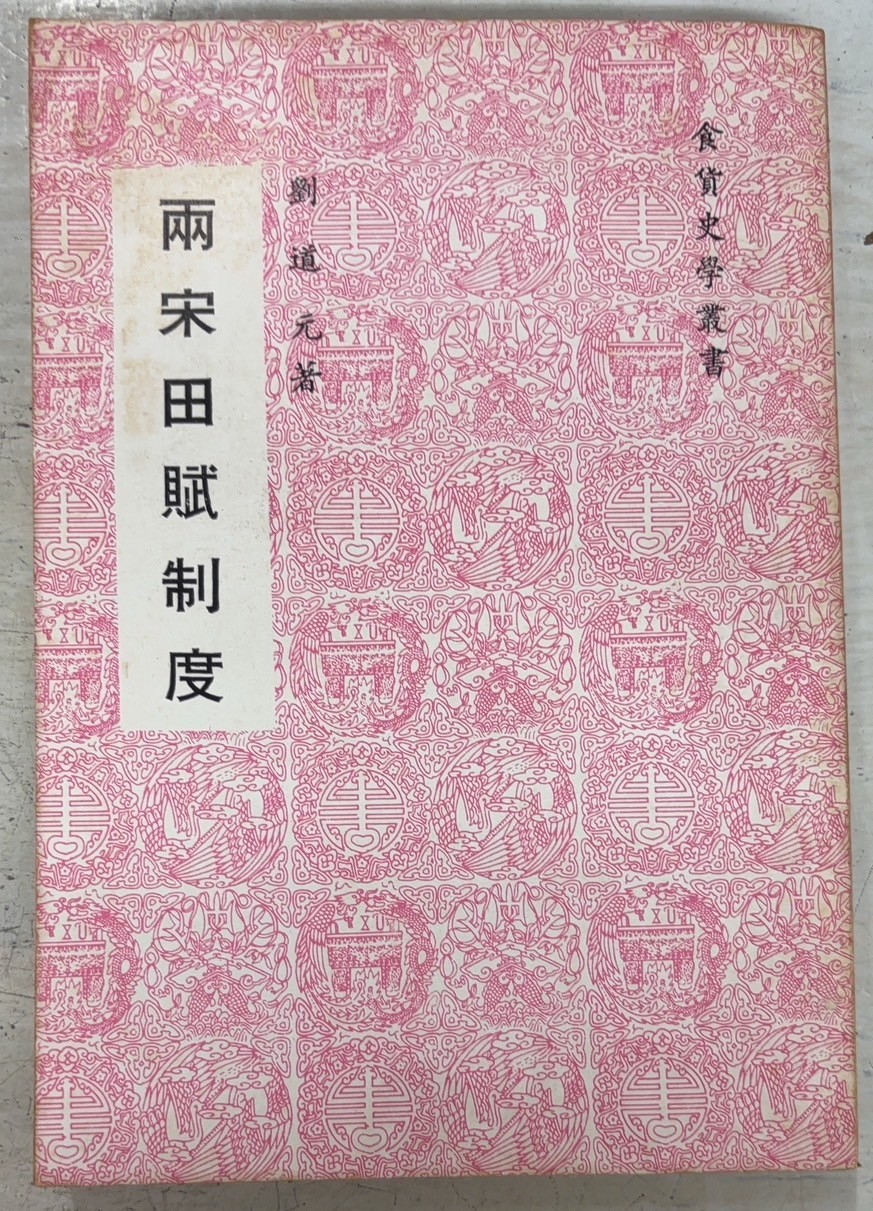 食貨史學叢書
劉道元著
兩宋田賦制度